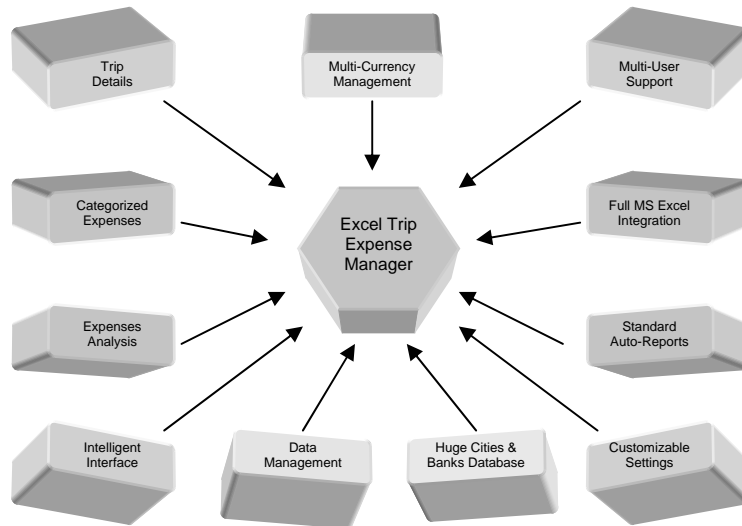 Trip
Details
Multi-Currency
Management
Multi-User
Support
Categorized
Expenses
Excel Trip
Expense
Manager
Full MS Excel
Integration
Expenses
Analysis
Standard
Auto-Reports
Intelligent
Interface
Data
Management
Huge Cities &
Banks Database
Customizable
Settings